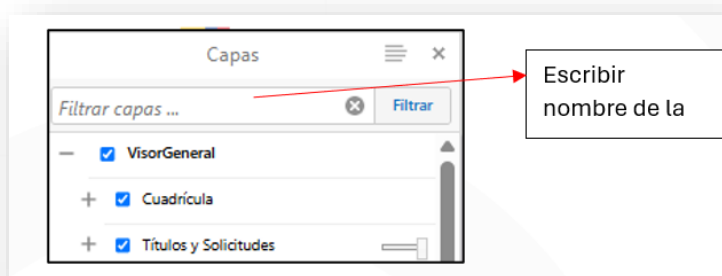 Capas
Filtrar capas ...
Filtrar
VisorGeneral
Cuadrícula
Títulos y Solicitudes
Escribir
nombre de la